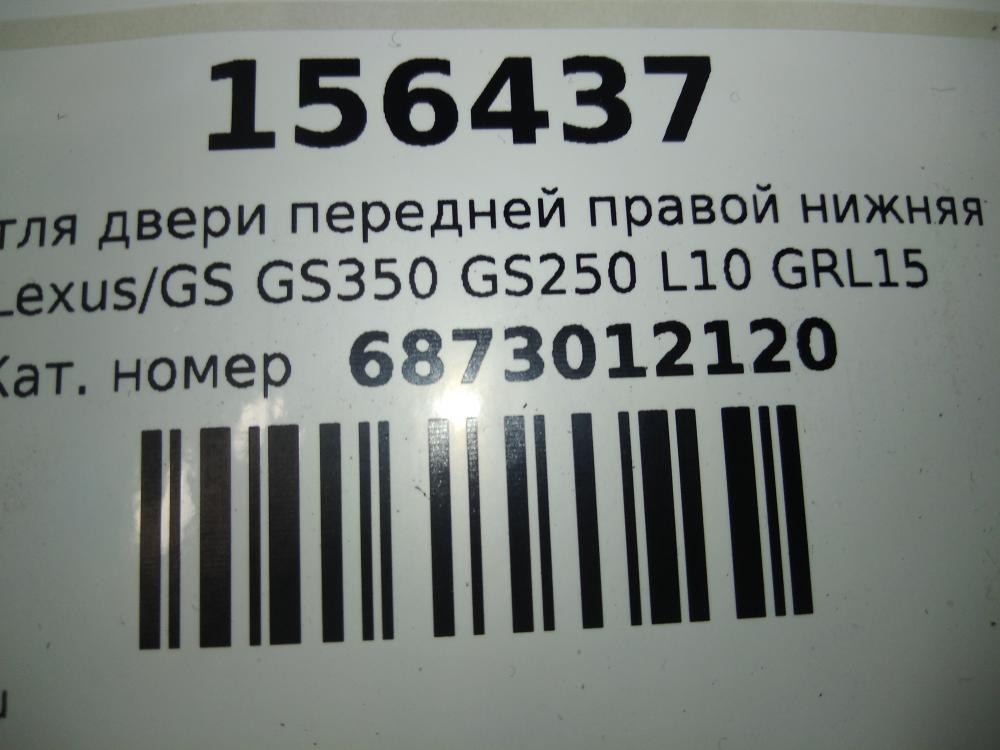 156437
тля двери передней правой нижняя
Lexus/GS GS350 GS250 L10 GRL15
Кат. номер 6873012120